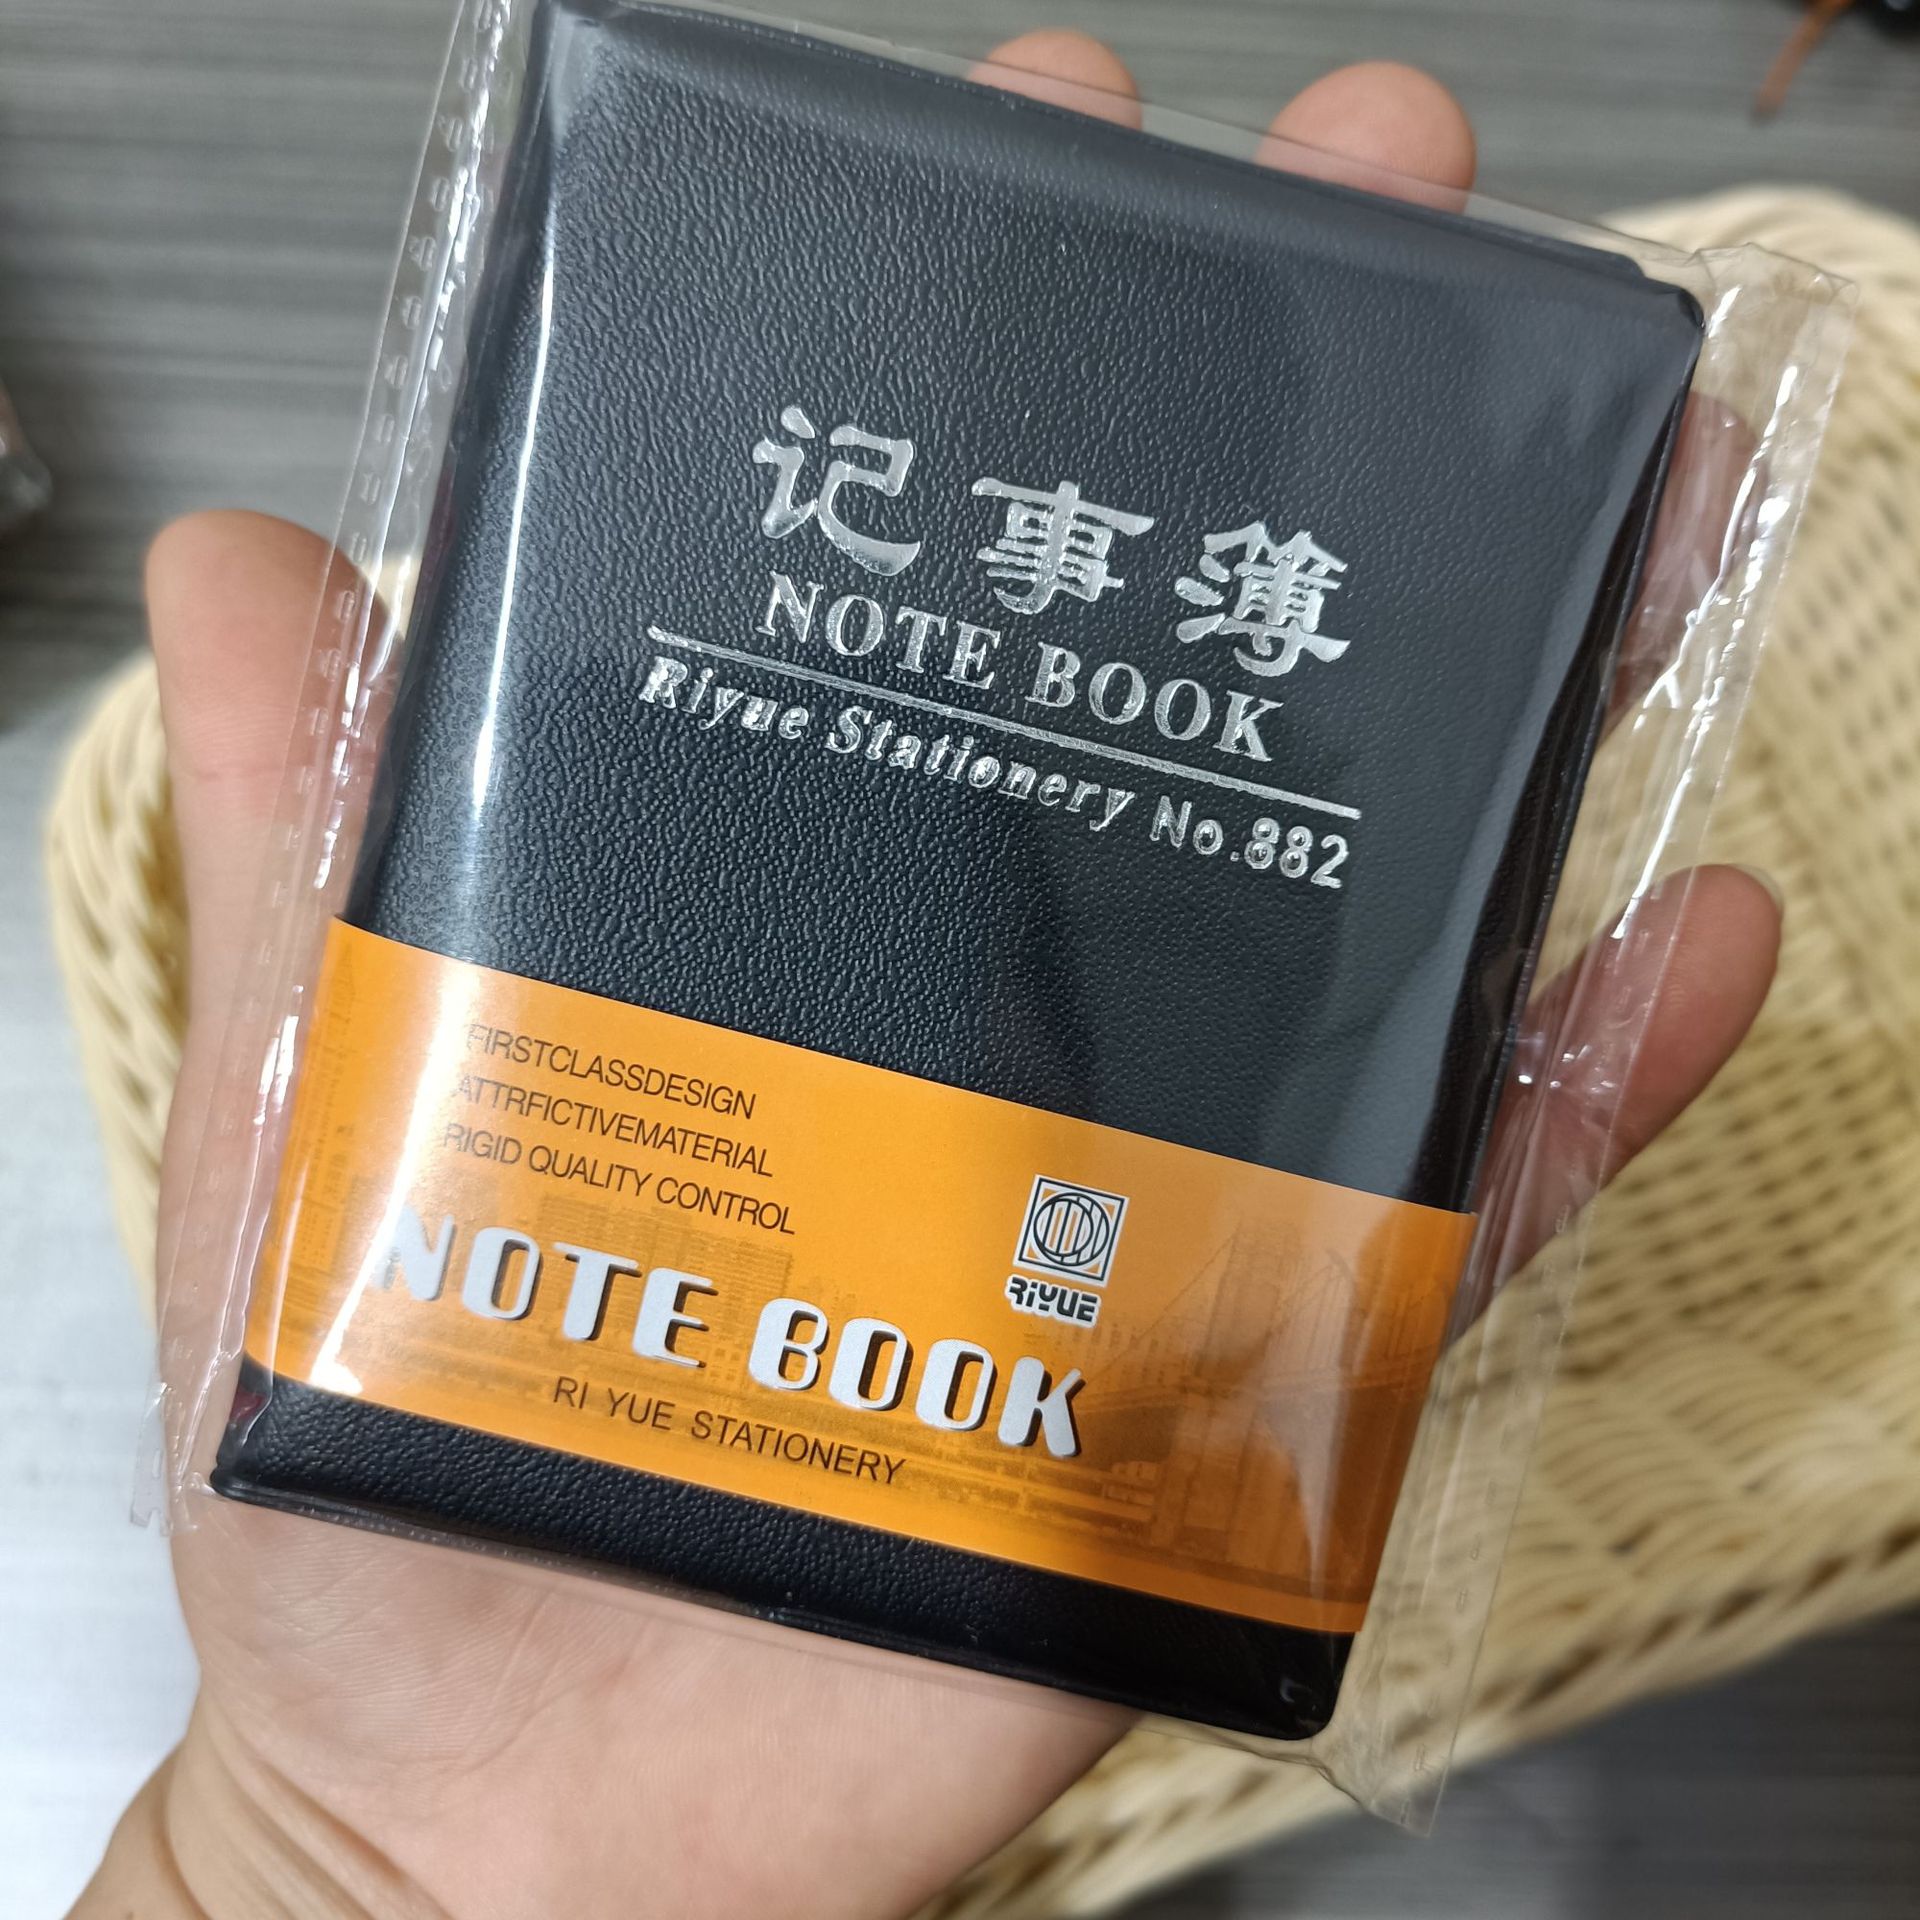 记事簿
NOTE BOOK
Riyue Stationery No.882
FIRSTCLASSDESIGN
ATTRFICTIVEMATERIAL
RIGID QUALITY CONTROL
RIYUE
NOTE BOOK
RI YUE STATIONERY